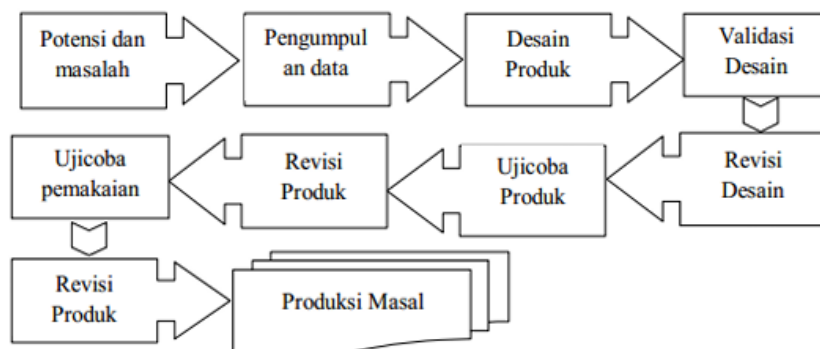 Potensi dan
masalah
Pengumpul
an data
Desain
Produk
Validasi
Desain
Revisi
Desain
Ujicoba
Produk
Revisi
Produk
Ujicoba
pemakaian
Revisi
Produk
Produksi Masal